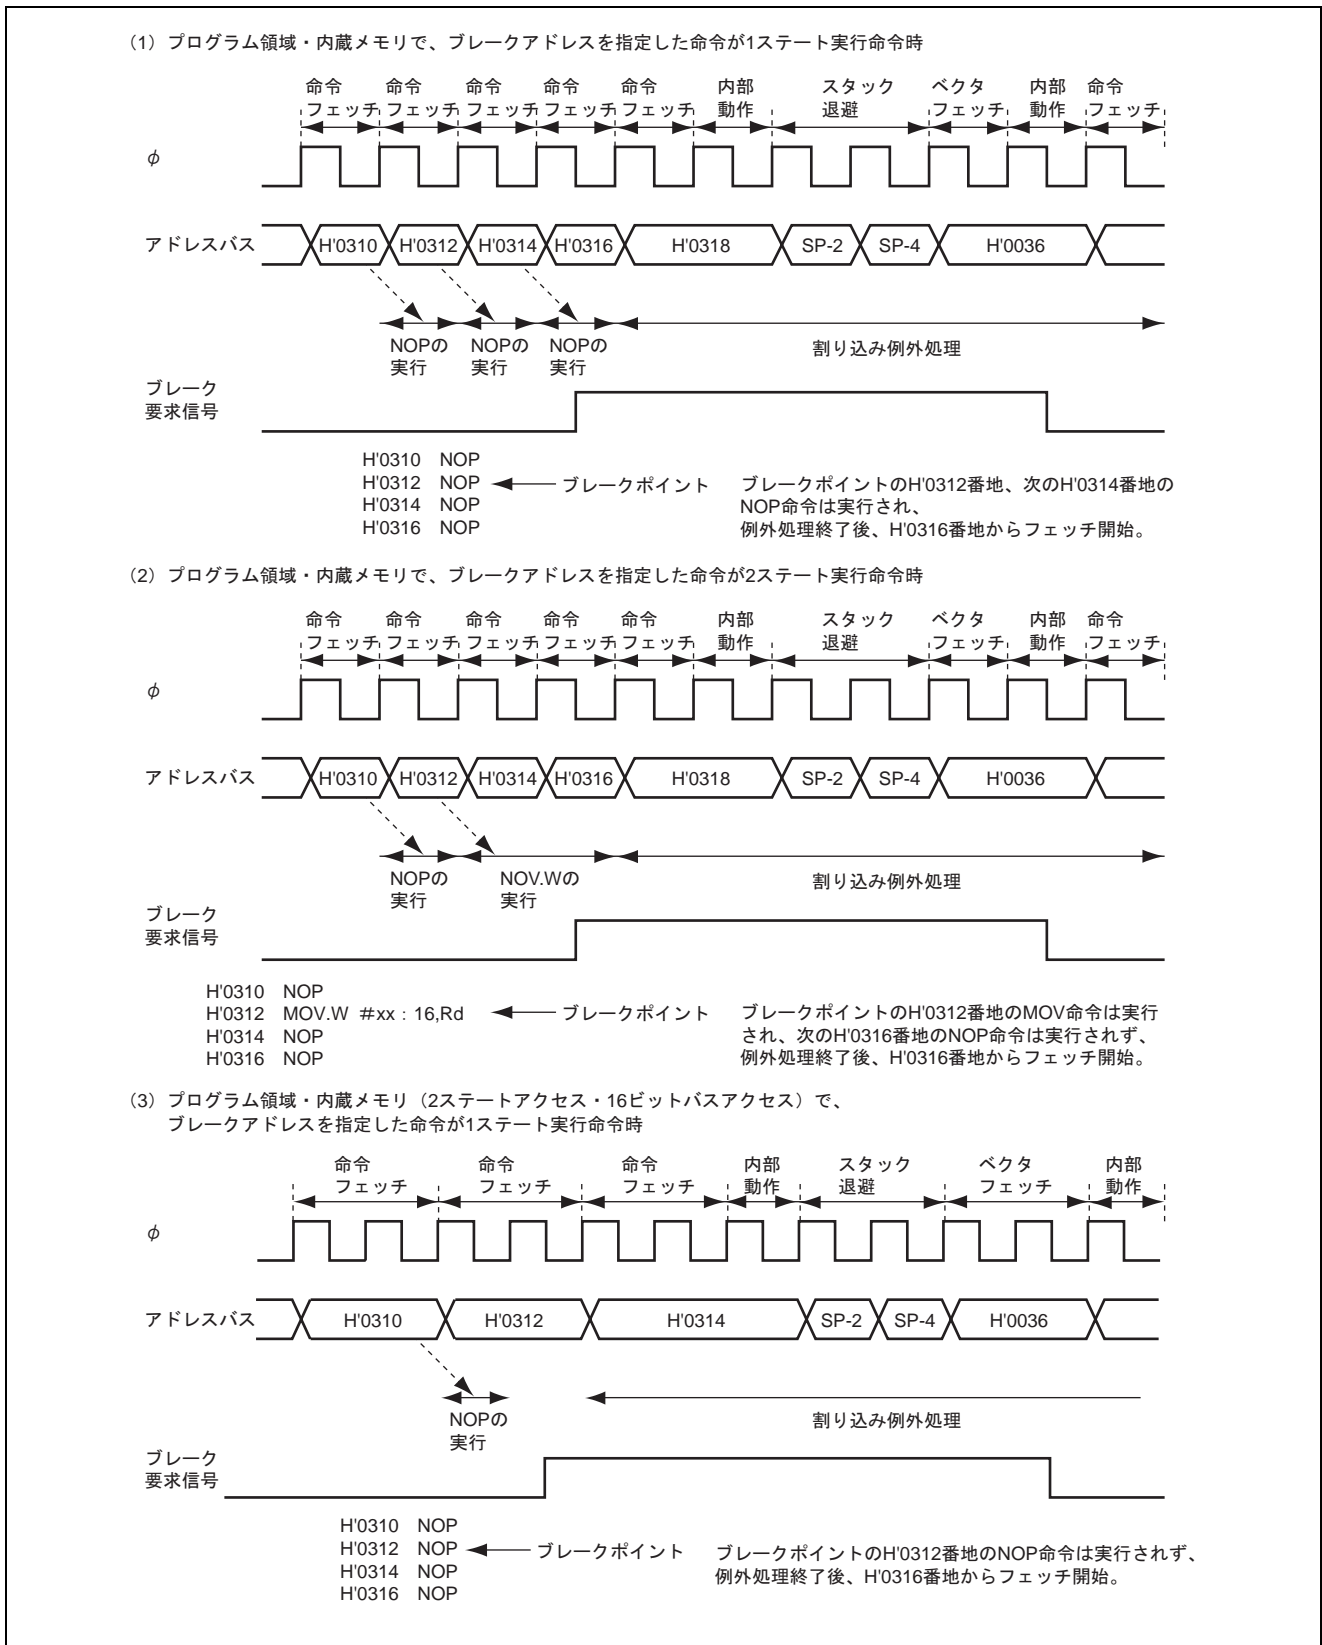 (1) プログラム領域・内蔵メモリで、ブレークアドレスを指定した命令が1ステート実行命令時
命令 命令 命令 命令 命令 内部 スタック ベクタ 内部 命令
フェッチ フェッチ フェッチ フェッチ フェッチ 動作 退避 フェッチ 動作 フェッチ
φ
アドレスバス H'0310 H'0312 H'0314 H'0316 H'0318 SP-2 SP-4 H'0036
NOPの NOPの NOPの 割り込み例外処理
実行 実行 実行
ブレーク
要求信号
H'0310 NOP
H'0312 NOP ブレークポイント ブレークポイントのH'0312番地、次のH'0314番地の
H'0314 NOP NOP命令は実行され、
H'0316 NOP 例外処理終了後、H'0316番地からフェッチ開始。
(2) プログラム領域・内蔵メモリで、ブレークアドレスを指定した命令が2ステート実行命令時
命令 命令 命令 命令 命令 内部 スタック ベクタ 内部 命令
フェッチ フェッチ フェッチ フェッチ フェッチ 動作 退避 フェッチ 動作 フェッチ
φ
アドレスバス H'0310 H'0312 H'0314 H'0316 H'0318 SP-2 SP-4 H'0036
NOPの NOV.Wの 割り込み例外処理
実行 実行
ブレーク
要求信号
H'0310 NOP
H'0312 MOV.W #xx:16,Rd ブレークポイント ブレークポイントのH'0312番地のMOV命令は実行
H'0314 NOP され、次のH'0316番地のNOP命令は実行されず、
H'0316 NOP 例外処理終了後、H'0316番地からフェッチ開始。
(3) プログラム領域・内蔵メモリ(2ステートアクセス・16ビットバスアクセス)で、
ブレークアドレスを指定した命令が1ステート実行命令時
命令 命令 命令 内部 スタック ベクタ 内部
フェッチ フェッチ フェッチ 動作 退避 フェッチ 動作
φ
アドレスバス H'0310 H'0312 H'0314 SP-2 SP-4 H'0036
NOPの 割り込み例外処理
実行
ブレーク
要求信号
H'0310 NOP
H'0312 NOP ブレークポイント ブレークポイントのH'0312番地のNOP命令は実行されず、
H'0314 NOP 例外処理終了後、H'0316番地からフェッチ開始。
H'0316 NOP